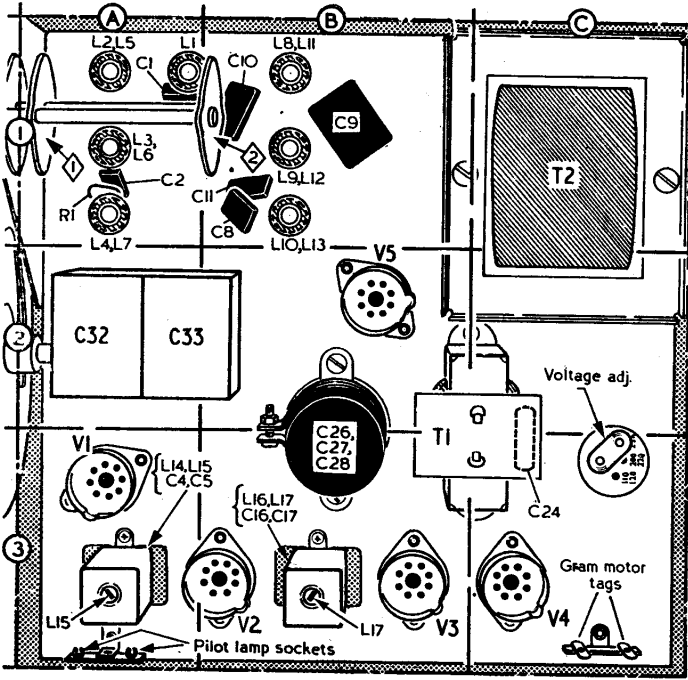 A
B
C
L2,L5
L1
L8,L11
C1
C10
C9
1
L3,
L6
1
2
C2
L9,L12
T2
R1
C11
C8
L4,L7
L10,L13
V5
2
C32
C33
Voltage adj.
V1
C26,
C27,
C28
T1
L14,L15
C4,C5
L16,L17
C16,C17
C24
3
Gram motor
tags
L15
V2
L17
V3
V4
Pilot lamp sockets